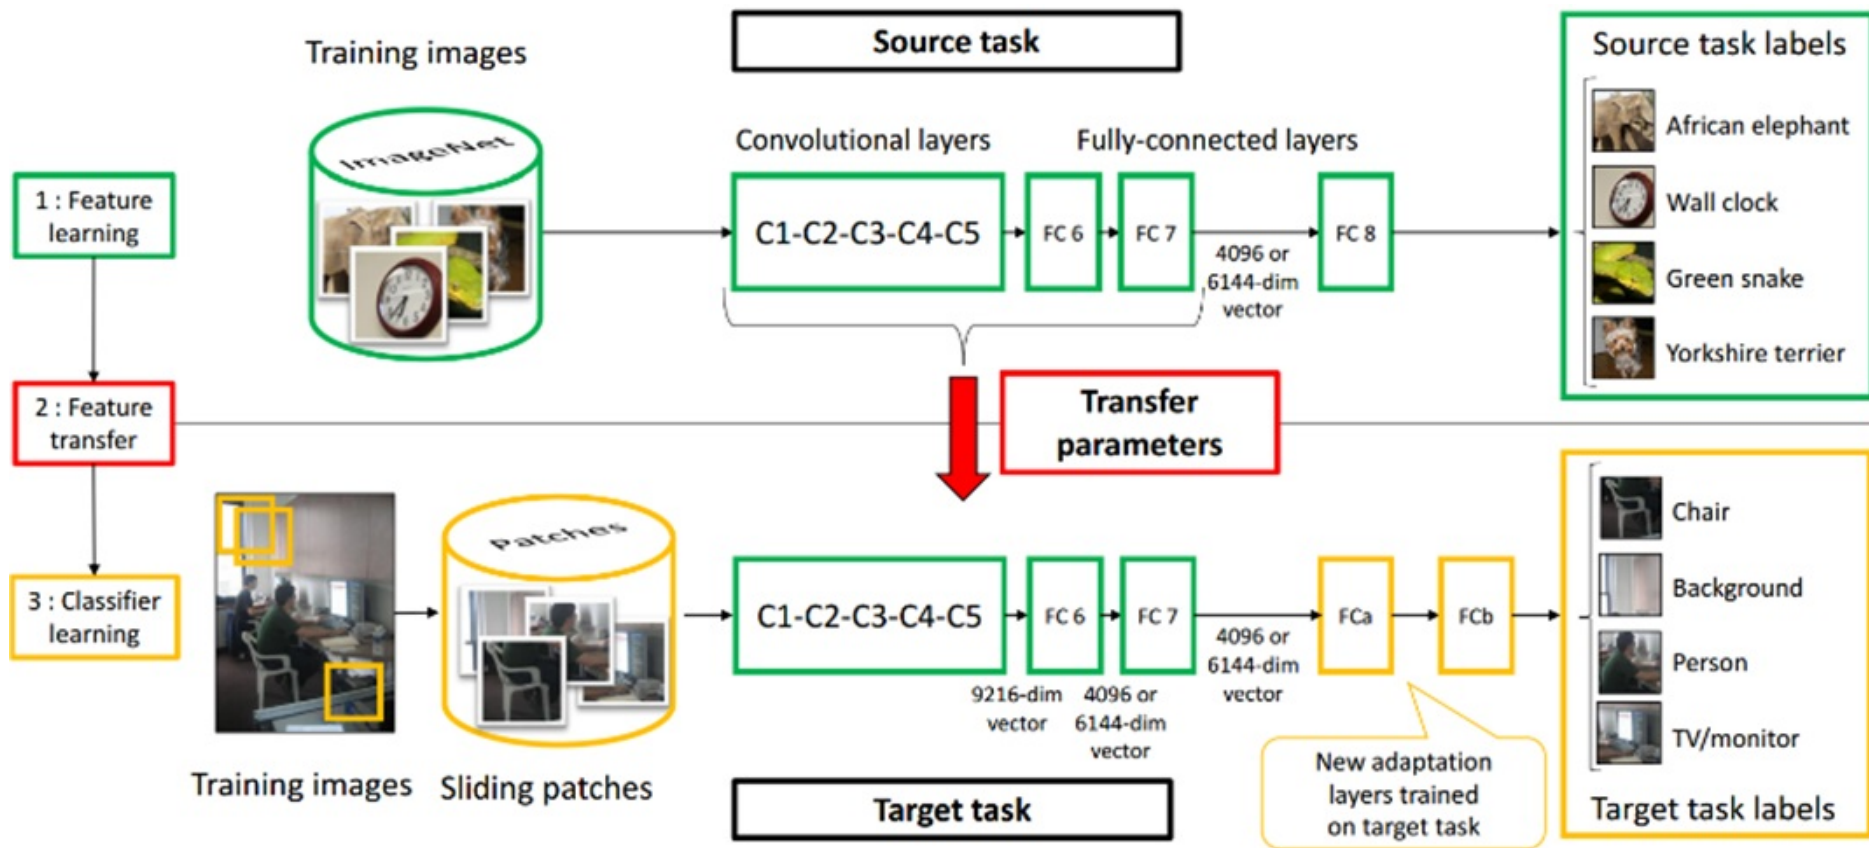 Source task
Training images
Source task labels
ImageNet
Convolutional layers
Fully-connected layers
African elephant
Wall clock
Green snake
Yorkshire terrier
1 : Feature
learning
C1-C2-C3-C4-C5
FC 6
FC 7
4096 or
6144-dim
vector
FC 8
2 : Feature
transfer
Transfer
parameters
3 : Classifier
learning
Patches
C1-C2-C3-C4-C5
FC 6
FC 7
4096 or
6144-dim
vector
FCa
FCb
Chair
Background
Person
TV/monitor
9216-dim
vector
4096 or
6144-dim
vector
Training images
Sliding patches
Target task
New adaptation
layers trained
on target task
Target task labels